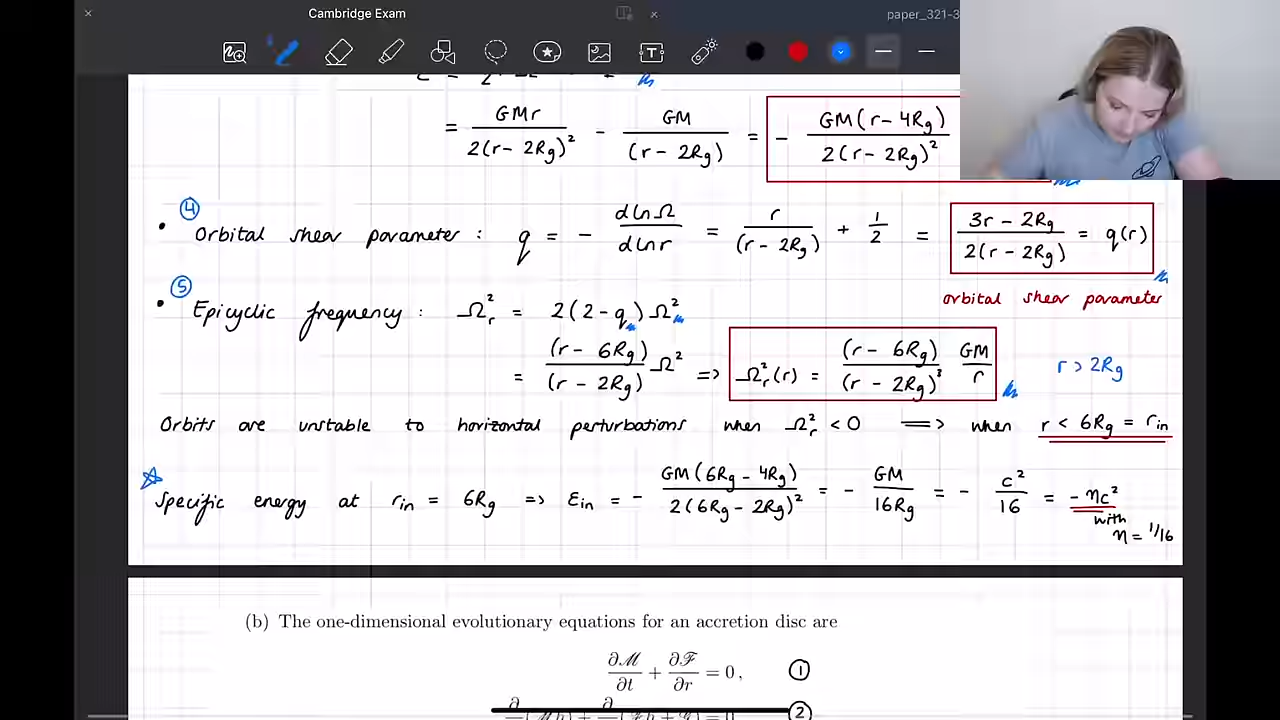 Cambridge Exam
paper_321-3
= GMr / 2(r - 2Rg)² - GM / (r - 2Rg) = - GM(r - 4Rg) / 2(r - 2Rg)²
④
• Orbital shear parameter : q = - dlnΩ / dlnr = r / (r - 2Rg) + 1/2 = 3r - 2Rg / 2(r - 2Rg) = q(r)
orbital shear parameter
⑤
• Epicyclic frequency : Ωr² = 2(2 - q)Ω²
= (r - 6Rg) / (r - 2Rg) Ω² => Ωr²(r) = (r - 6Rg) / (r - 2Rg)³ GM / r
r > 2Rg
Orbits are unstable to horizontal perturbations when Ωr² < 0 => when r < 6Rg = rin
Specific energy at rin = 6Rg => εin = - GM(6Rg - 4Rg) / 2(6Rg - 2Rg)² = - GM / 16Rg = - c² / 16 = - ηc²
with
η = 1/16
(b) The one-dimensional evolutionary equations for an accretion disc are
∂ℳ/∂t + ∂ℱ/∂r = 0 , ①
②